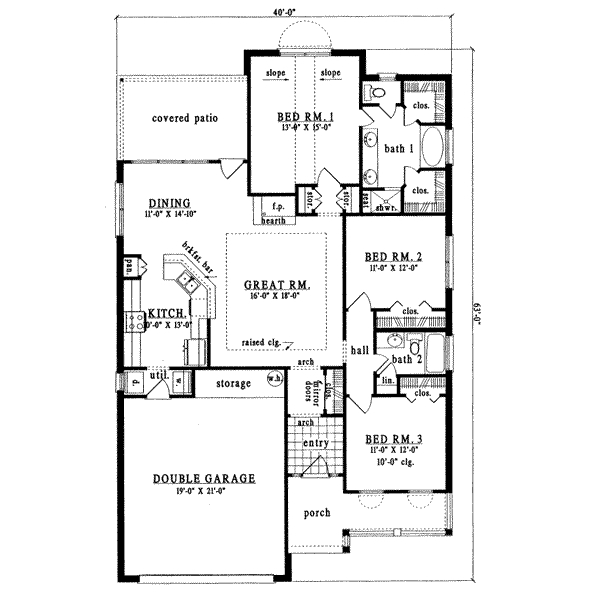 40'-0"
slope
slope
BED RM. 1
13'-0" X 15'-0"
clos.
covered patio
bath 1
clos.
DINING
11'-0" X 14'-10"
f.p.
hearth
stor.
stor.
seat
shwr.
brkfst. bar
pan.
BED RM. 2
11'-0" X 12'-0"
GREAT RM.
16'-0" X 18'-0"
63'-0"
KITCH.
10'-0" X 13'-0"
clos.
raised clg.
hall
bath 2
arch
util.
lin.
d
w
storage
w.h.
mirror
doors
clos.
clos.
arch
entry
BED RM. 3
11'-0" X 12'-0"
10'-0" clg.
DOUBLE GARAGE
19'-0" X 21'-0"
porch